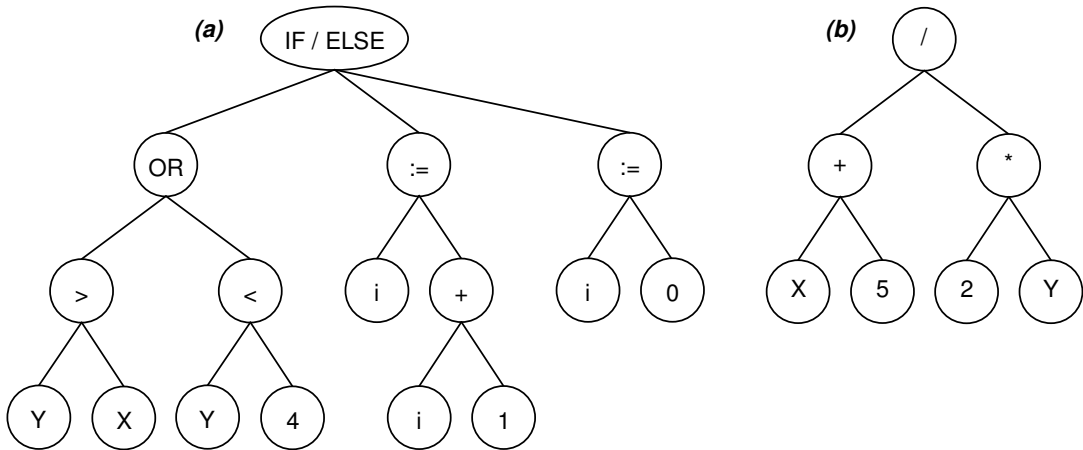 (a) IF / ELSE (b) /
OR := := + *
> < i + i 0 X 5 2 Y
Y X Y 4 i 1